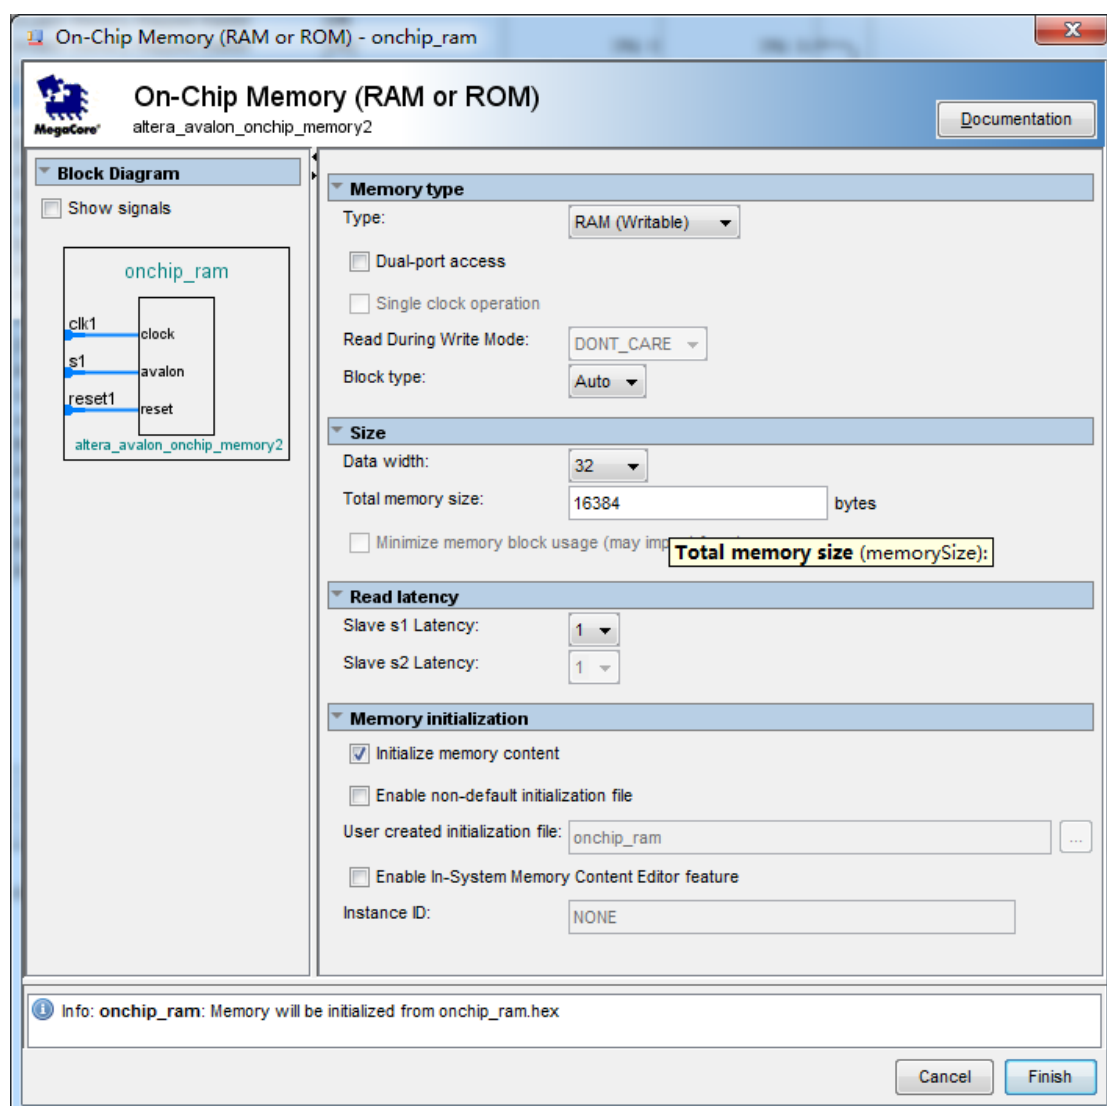 On-Chip Memory (RAM or ROM) - onchip_ram
x
MegaCore®
On-Chip Memory (RAM or ROM)
altera_avalon_onchip_memory2
Documentation
Block Diagram
Show signals
onchip_ram
clk1
clock
s1
avalon
reset1
reset
altera_avalon_onchip_memory2
Memory type
Type: RAM (Writable)
Dual-port access
Single clock operation
Read During Write Mode: DONT_CARE
Block type: Auto
Size
Data width: 32
Total memory size: 16384 bytes
Minimize memory block usage (may
Total memory size (memorySize):
Read latency
Slave s1 Latency: 1
Slave s2 Latency: 1
Memory initialization
Initialize memory content
Enable non-default initialization file
User created initialization file: onchip_ram ...
Enable In-System Memory Content Editor feature
Instance ID: NONE
Info: onchip_ram: Memory will be initialized from onchip_ram.hex
Cancel Finish